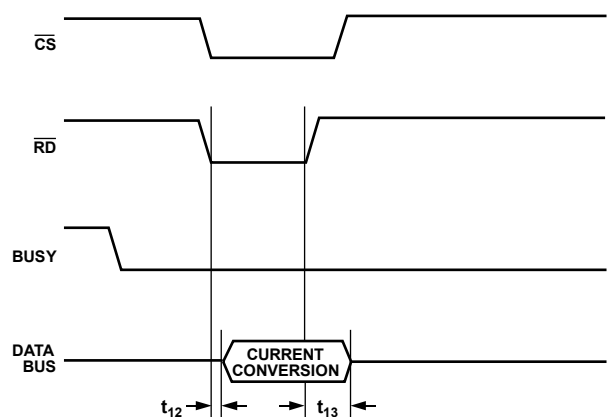 CS
RD
BUSY
DATA
BUS
CURRENT
CONVERSION
t12
t13